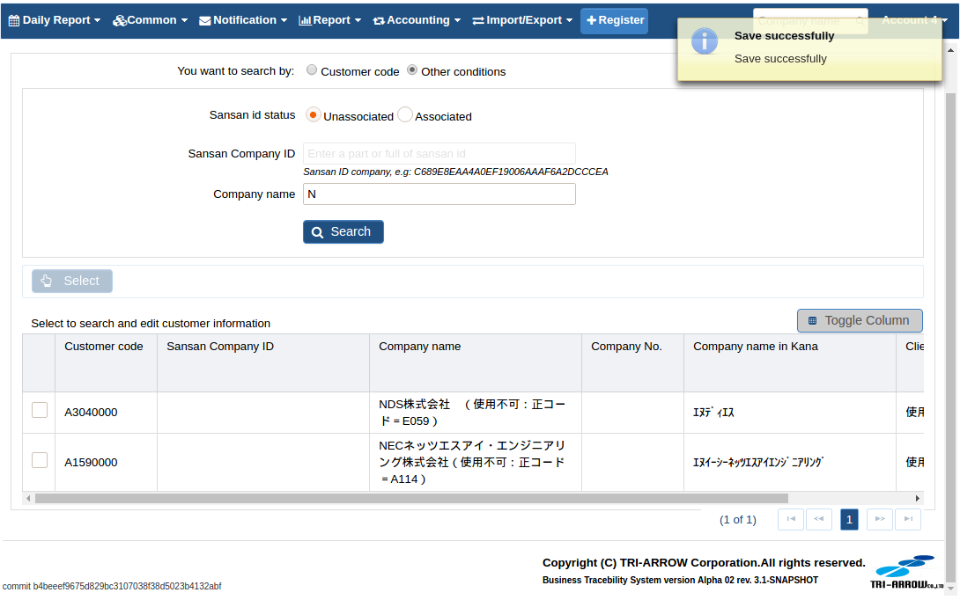 Daily Report Common Notification Report Accounting Import/Export + Register Company name Account 4
Save successfully
Save successfully
You want to search by: Customer code Other conditions
Sansan id status Unassociated Associated
Sansan Company ID Enter a part or full of sansan id
Sansan ID company, e.g: C689E8EAA4A0EF19006AAAF6A2DCCCEA
Company name N
Search
Select
Select to search and edit customer information
Toggle Column
Customer code Sansan Company ID Company name Company No. Company name in Kana Clie
A3040000 NDS株式会社 （使用不可：正コード＝E059） ｴﾇﾃﾞｨｴｽ 使用
A1590000 NECネッツエスアイ・エンジニアリング株式会社（使用不可：正コード＝A114） ｴﾇｲｰｼｰﾈｯﾂｴｽｱｲｴﾝｼﾞﾆｱﾘﾝｸﾞ 使用
(1 of 1) 1
Copyright (C) TRI-ARROW Corporation.All rights reserved.
Business Tracebility System version Alpha 02 rev. 3.1-SNAPSHOT
TRI-ARROW Co.,LTD
commit b4beeef9675d829bc3107038f38d5023b4132abf